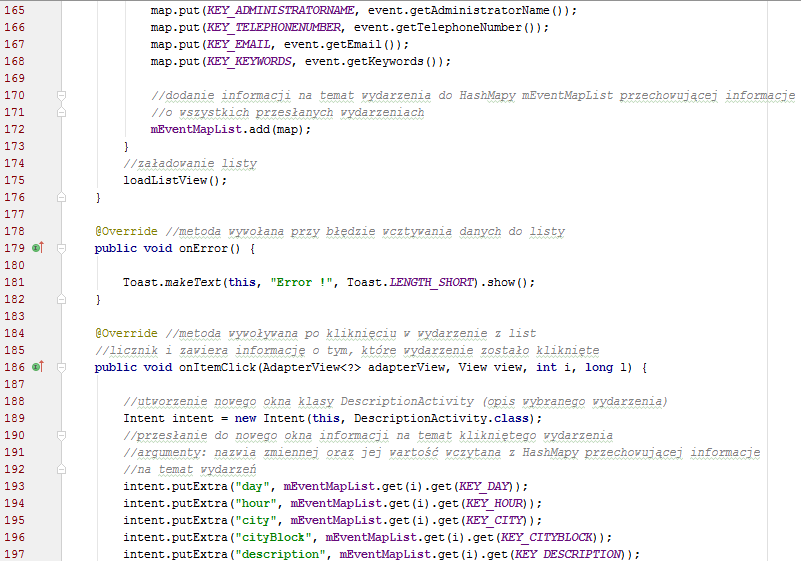 165 map.put(KEY_ADMINISTRATORNAME, event.getAdministratorName());
166 map.put(KEY_TELEPHONENUMBER, event.getTelephoneNumber());
167 map.put(KEY_EMAIL, event.getEmail());
168 map.put(KEY_KEYWORDS, event.getKeywords());
169
170 //dodanie informacji na temat wydarzenia do HashMapy mEventMapList przechowującej informacje
171 //o wszystkich przesłanych wydarzeniach
172 mEventMapList.add(map);
173 }
174 //załadowanie listy
175 loadListView();
176 }
177
178 @Override //metoda wywołana przy błędzie wcztywania danych do listy
179 public void onError() {
180
181 Toast.makeText(this, "Error !", Toast.LENGTH_SHORT).show();
182 }
183
184 @Override //metoda wywoływana po kliknięciu w wydarzenie z list
185 //licznik i zawiera informację o tym, które wydarzenie zostało kliknięte
186 public void onItemClick(AdapterView<?> adapterView, View view, int i, long l) {
187
188 //utworzenie nowego okna klasy DescriptionActivity (opis wybranego wydarzenia)
189 Intent intent = new Intent(this, DescriptionActivity.class);
190 //przesłanie do nowego okna informacji na temat klikniętego wydarzenia
191 //argumenty: nazwia zmiennej oraz jej wartość wczytana z HashMapy przechowującej informacje
192 //na temat wydarzeń
193 intent.putExtra("day", mEventMapList.get(i).get(KEY_DAY));
194 intent.putExtra("hour", mEventMapList.get(i).get(KEY_HOUR));
195 intent.putExtra("city", mEventMapList.get(i).get(KEY_CITY));
196 intent.putExtra("cityBlock", mEventMapList.get(i).get(KEY_CITYBLOCK));
197 intent.putExtra("description", mEventMapList.get(i).get(KEY_DESCRIPTION));